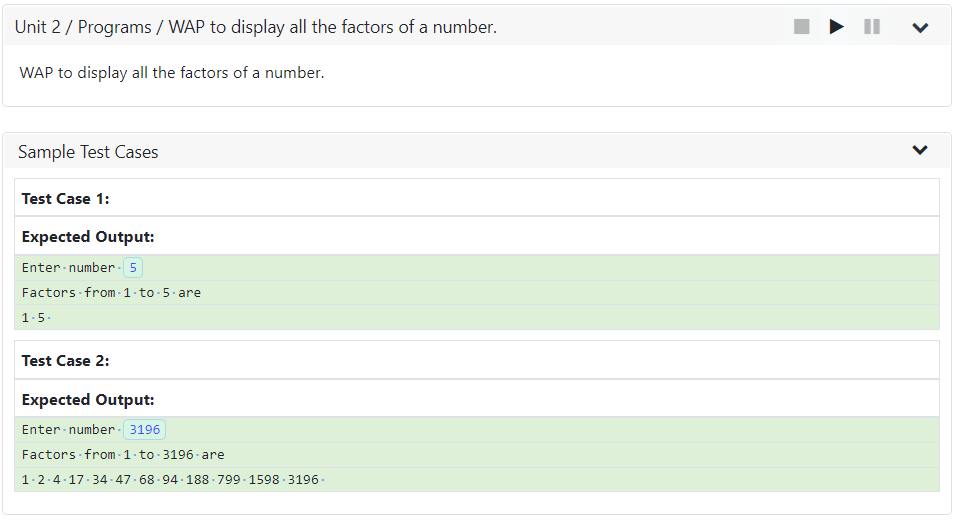 Unit 2 / Programs / WAP to display all the factors of a number.
WAP to display all the factors of a number.
Sample Test Cases
Test Case 1:
Expected Output:
Enter·number· 5
Factors·from·1·to·5·are
1·5·
Test Case 2:
Expected Output:
Enter·number· 3196
Factors·from·1·to·3196·are
1·2·4·17·34·47·68·94·188·799·1598·3196·